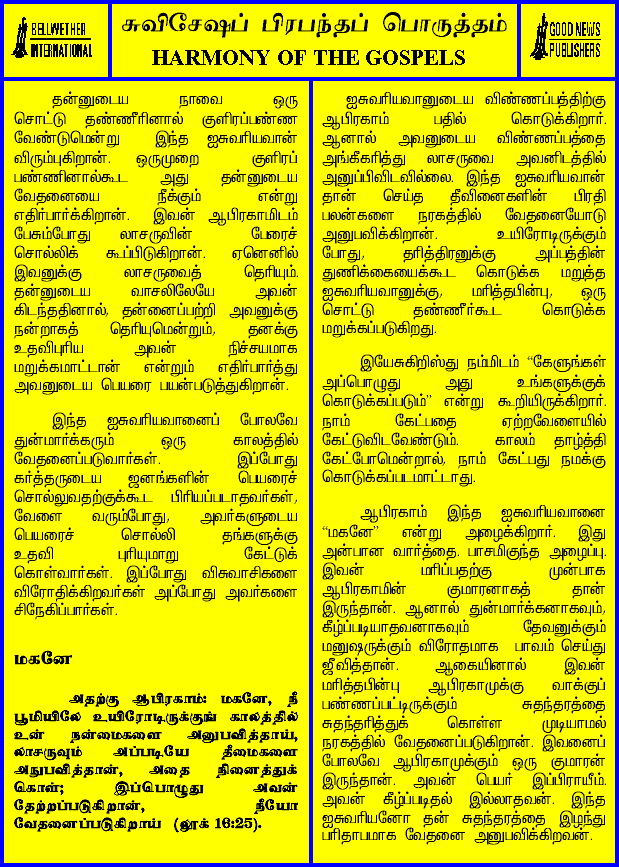 BELLWETHER
INTERNATIONAL
சுவிசேஷப் பிரபந்தப் பொருத்தம்
HARMONY OF THE GOSPELS
GOOD NEWS
PUBLISHERS
தன்னுடைய நாவை ஒரு
சொட்டு தண்ணீரினால் குளிரப்பண்ண
வேண்டுமென்று இந்த ஐசுவரியவான்
விரும்புகிறான். ஒருமுறை குளிரப்
பண்ணினால்கூட அது தன்னுடைய
வேதனையை நீக்கும் என்று
எதிர்பார்க்கிறான். இவன் ஆபிரகாமிடம்
பேசும்போது லாசருவின் பேரைச்
சொல்லிக் கூப்பிடுகிறான். ஏனெனில்
இவனுக்கு லாசருவைத் தெரியும்.
தன்னுடைய வாசலிலேயே அவன்
கிடந்ததினால், தன்னைப்பற்றி அவனுக்கு
நன்றாகத் தெரியுமென்றும், தனக்கு
உதவிபுரிய அவன் நிச்சயமாக
மறுக்கமாட்டான் என்றும் எதிர்பார்த்து
அவனுடைய பெயரை பயன்படுத்துகிறான்.
இந்த ஐசுவரியவானைப் போலவே
துன்மார்க்கரும் ஒரு காலத்தில்
வேதனைப்படுவார்கள். இப்போது
கர்த்தருடைய ஜனங்களின் பெயரைச்
சொல்லுவதற்குக்கூட பிரியப்படாதவர்கள்,
வேளை வரும்போது, அவர்களுடைய
பெயரைச் சொல்லி தங்களுக்கு
உதவி புரியுமாறு கேட்டுக்
கொள்வார்கள். இப்போது விசுவாசிகளை
விரோதிக்கிறவர்கள் அப்போது அவர்களை
சிநேகிப்பார்கள்.
மகனே
அதற்கு ஆபிரகாம்: மகனே, நீ
பூமியிலே உயிரோடிருக்குங் காலத்தில்
உன் நன்மைகளை அனுபவித்தாய்,
லாசருவும் அப்படியே தீமைகளை
அநுபவித்தான், அதை நினைத்துக்
கொள்; இப்பொழுது அவன்
தேற்றப்படுகிறான், நீயோ
வேதனைப்படுகிறாய் (லூக் 16:25).
ஐசுவரியவானுடைய விண்ணப்பத்திற்கு
ஆபிரகாம் பதில் கொடுக்கிறார்.
ஆனால் அவனுடைய விண்ணப்பத்தை
அங்கீகரித்து லாசருவை அவனிடத்தில்
அனுப்பிவிடவில்லை. இந்த ஐசுவரியவான்
தான் செய்த தீவினைகளின் பிரதி
பலன்களை நரகத்தில் வேதனையோடு
அனுபவிக்கிறான். உயிரோடிருக்கும்
போது, தரித்திரனுக்கு அப்பத்தின்
துணிக்கையைக்கூட கொடுக்க மறுத்த
ஐசுவரியவானுக்கு, மரித்தபின்பு, ஒரு
சொட்டு தண்ணீர்கூட கொடுக்க
மறுக்கப்படுகிறது.
இயேசுகிறிஸ்து நம்மிடம் “கேளுங்கள்
அப்பொழுது அது உங்களுக்குக்
கொடுக்கப்படும்” என்று கூறியிருக்கிறார்.
நாம் கேட்பதை ஏற்றவேளையில்
கேட்டுவிடவேண்டும். காலம் தாழ்த்தி
கேட்போமென்றால், நாம் கேட்பது நமக்கு
கொடுக்கப்படமாட்டாது.
ஆபிரகாம் இந்த ஐசுவரியவானை
“மகனே” என்று அழைக்கிறார். இது
அன்பான வார்த்தை. பாசமிகுந்த அழைப்பு.
இவன் மரிப்பதற்கு முன்பாக
ஆபிரகாமின் குமாரனாகத் தான்
இருந்தான். ஆனால் துன்மார்க்கனாகவும்,
கீழ்ப்படியாதவனாகவும் தேவனுக்கும்
மனுஷருக்கும் விரோதமாக பாவம் செய்து
ஜீவித்தான். ஆகையினால் இவன்
மரித்தபின்பு ஆபிரகாமுக்கு வாக்குப்
பண்ணப்பட்டிருக்கும் சுதந்தரத்தை
சுதந்தரித்துக் கொள்ள முடியாமல்
நரகத்தில் வேதனைப்படுகிறான். இவனைப்
போலவே ஆபிரகாமுக்கும் ஒரு குமாரன்
இருந்தான். அவன் பெயர் இப்பிராயீம்.
அவன் கீழ்ப்படிதல் இல்லாதவன். இந்த
ஐசுவரியனோ தன் சுதந்தரத்தை இழந்து
பரிதாபமாக வேதனை அனுபவிக்கிறவன்.